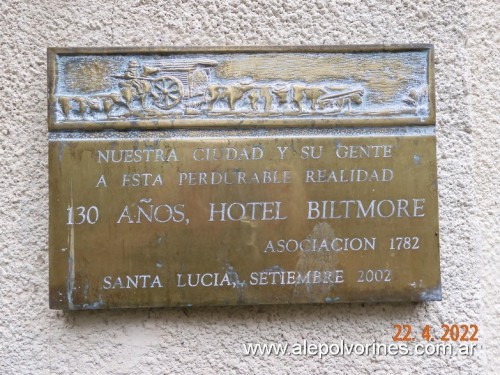 NUESTRA CIUDAD Y SU GENTE
A ESTA PERDURABLE REALIDAD
130 AÑOS, HOTEL BILTMORE
ASOCIACION 1782
SANTA LUCIA, SETIEMBRE 2002
22 4 2022
www.alepolvorines.com.ar